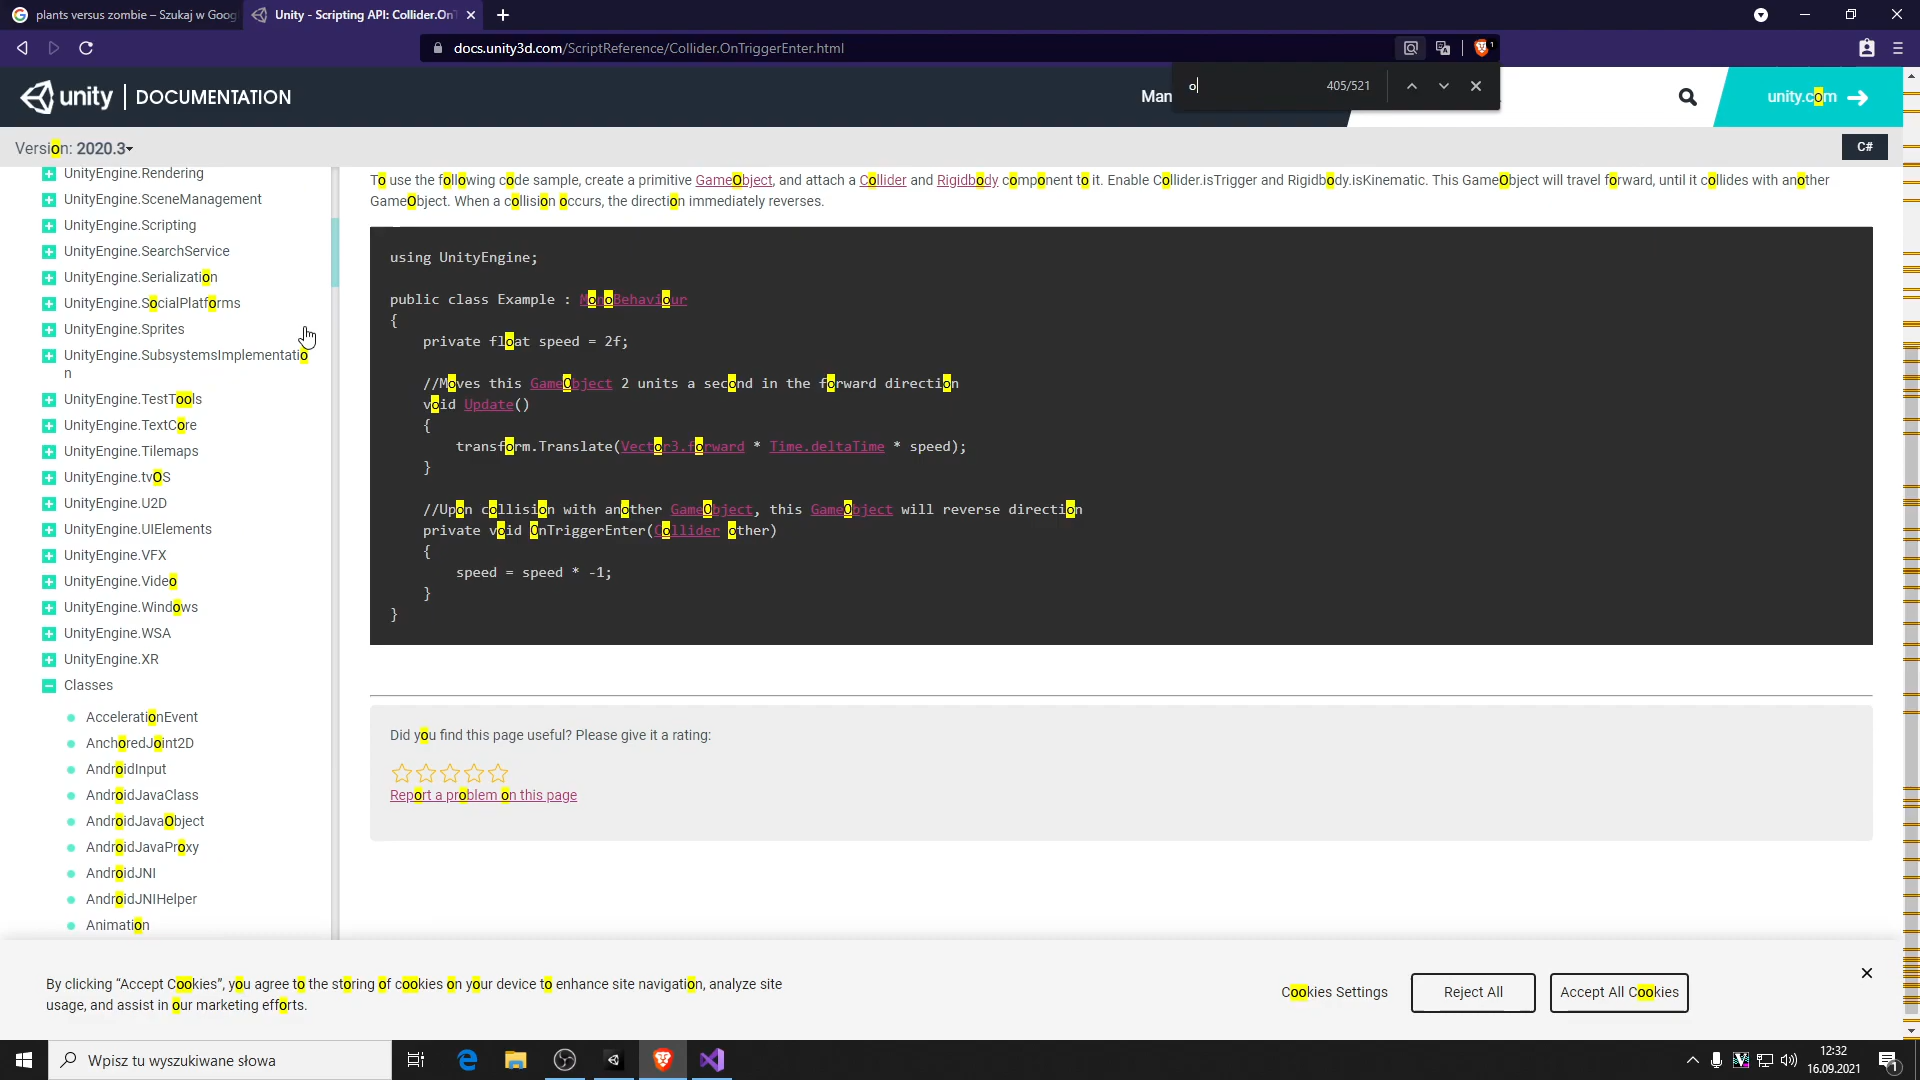 plants versus zombie – Szukaj w Goog
Unity - Scripting API: Collider.OnT
docs.unity3d.com/ScriptReference/Collider.OnTriggerEnter.html
1
unity | DOCUMENTATION
Man
o
405/521
unity.com
Version: 2020.3
C#
UnityEngine.Rendering
UnityEngine.SceneManagement
UnityEngine.Scripting
UnityEngine.SearchService
UnityEngine.Serialization
UnityEngine.SocialPlatforms
UnityEngine.Sprites
UnityEngine.SubsystemsImplementatio
n
UnityEngine.TestTools
UnityEngine.TextCore
UnityEngine.Tilemaps
UnityEngine.tvOS
UnityEngine.U2D
UnityEngine.UIElements
UnityEngine.VFX
UnityEngine.Video
UnityEngine.Windows
UnityEngine.WSA
UnityEngine.XR
Classes
AccelerationEvent
AnchoredJoint2D
AndroidInput
AndroidJavaClass
AndroidJavaObject
AndroidJavaProxy
AndroidJNI
AndroidJNIHelper
Animation
To use the following code sample, create a primitive GameObject, and attach a Collider and Rigidbody component to it. Enable Collider.isTrigger and Rigidbody.isKinematic. This GameObject will travel forward, until it collides with another
GameObject. When a collision occurs, the direction immediately reverses.
using UnityEngine;
public class Example : MonoBehaviour
{
private float speed = 2f;
//Moves this GameObject 2 units a second in the forward direction
void Update()
{
transform.Translate(Vector3.forward * Time.deltaTime * speed);
}
//Upon collision with another GameObject, this GameObject will reverse direction
private void OnTriggerEnter(Collider other)
{
speed = speed * -1;
}
}
Did you find this page useful? Please give it a rating:
Report a problem on this page
By clicking “Accept Cookies”, you agree to the storing of cookies on your device to enhance site navigation, analyze site
usage, and assist in our marketing efforts.
Cookies Settings
Reject All
Accept All Cookies
Wpisz tu wyszukiwane słowa
12:32
16.09.2021
1